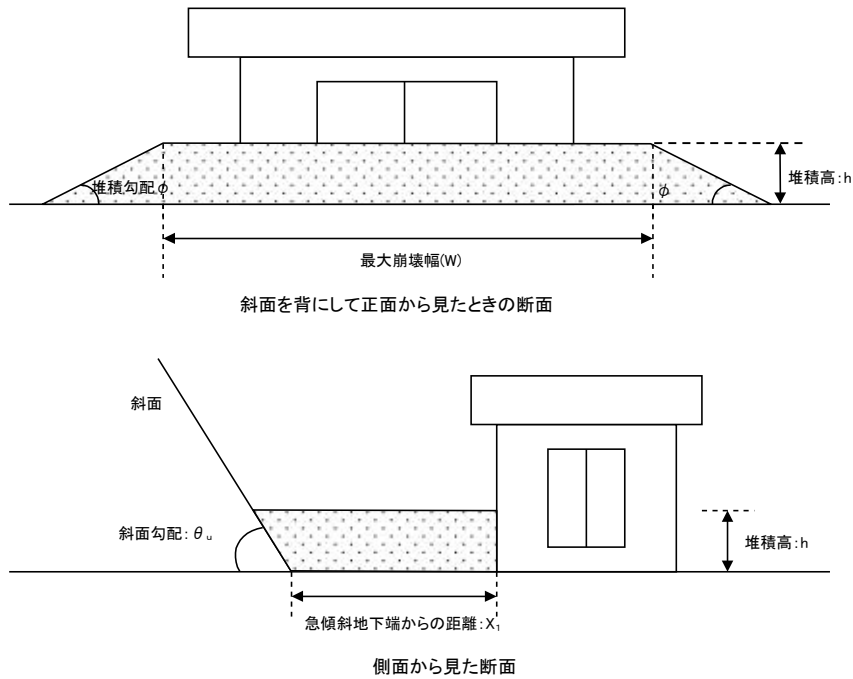 堆積勾配φ
φ
堆積高:h
最大崩壊幅(W)
斜面を背にして正面から見たときの断面
斜面
斜面勾配:θu
堆積高:h
急傾斜地下端からの距離:X1
側面から見た断面